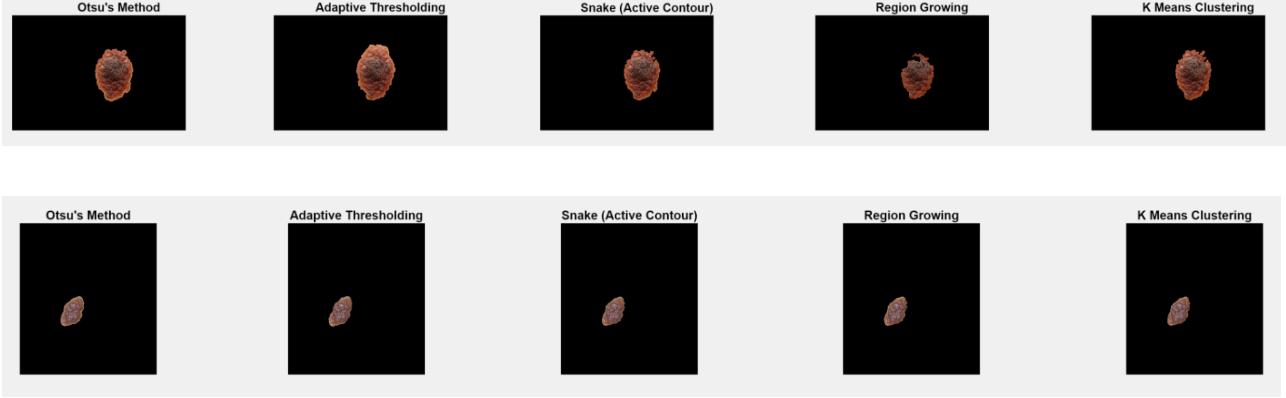 Otsu's Method Adaptive Thresholding Snake (Active Contour) Region Growing K Means Clustering
Otsu's Method Adaptive Thresholding Snake (Active Contour) Region Growing K Means Clustering